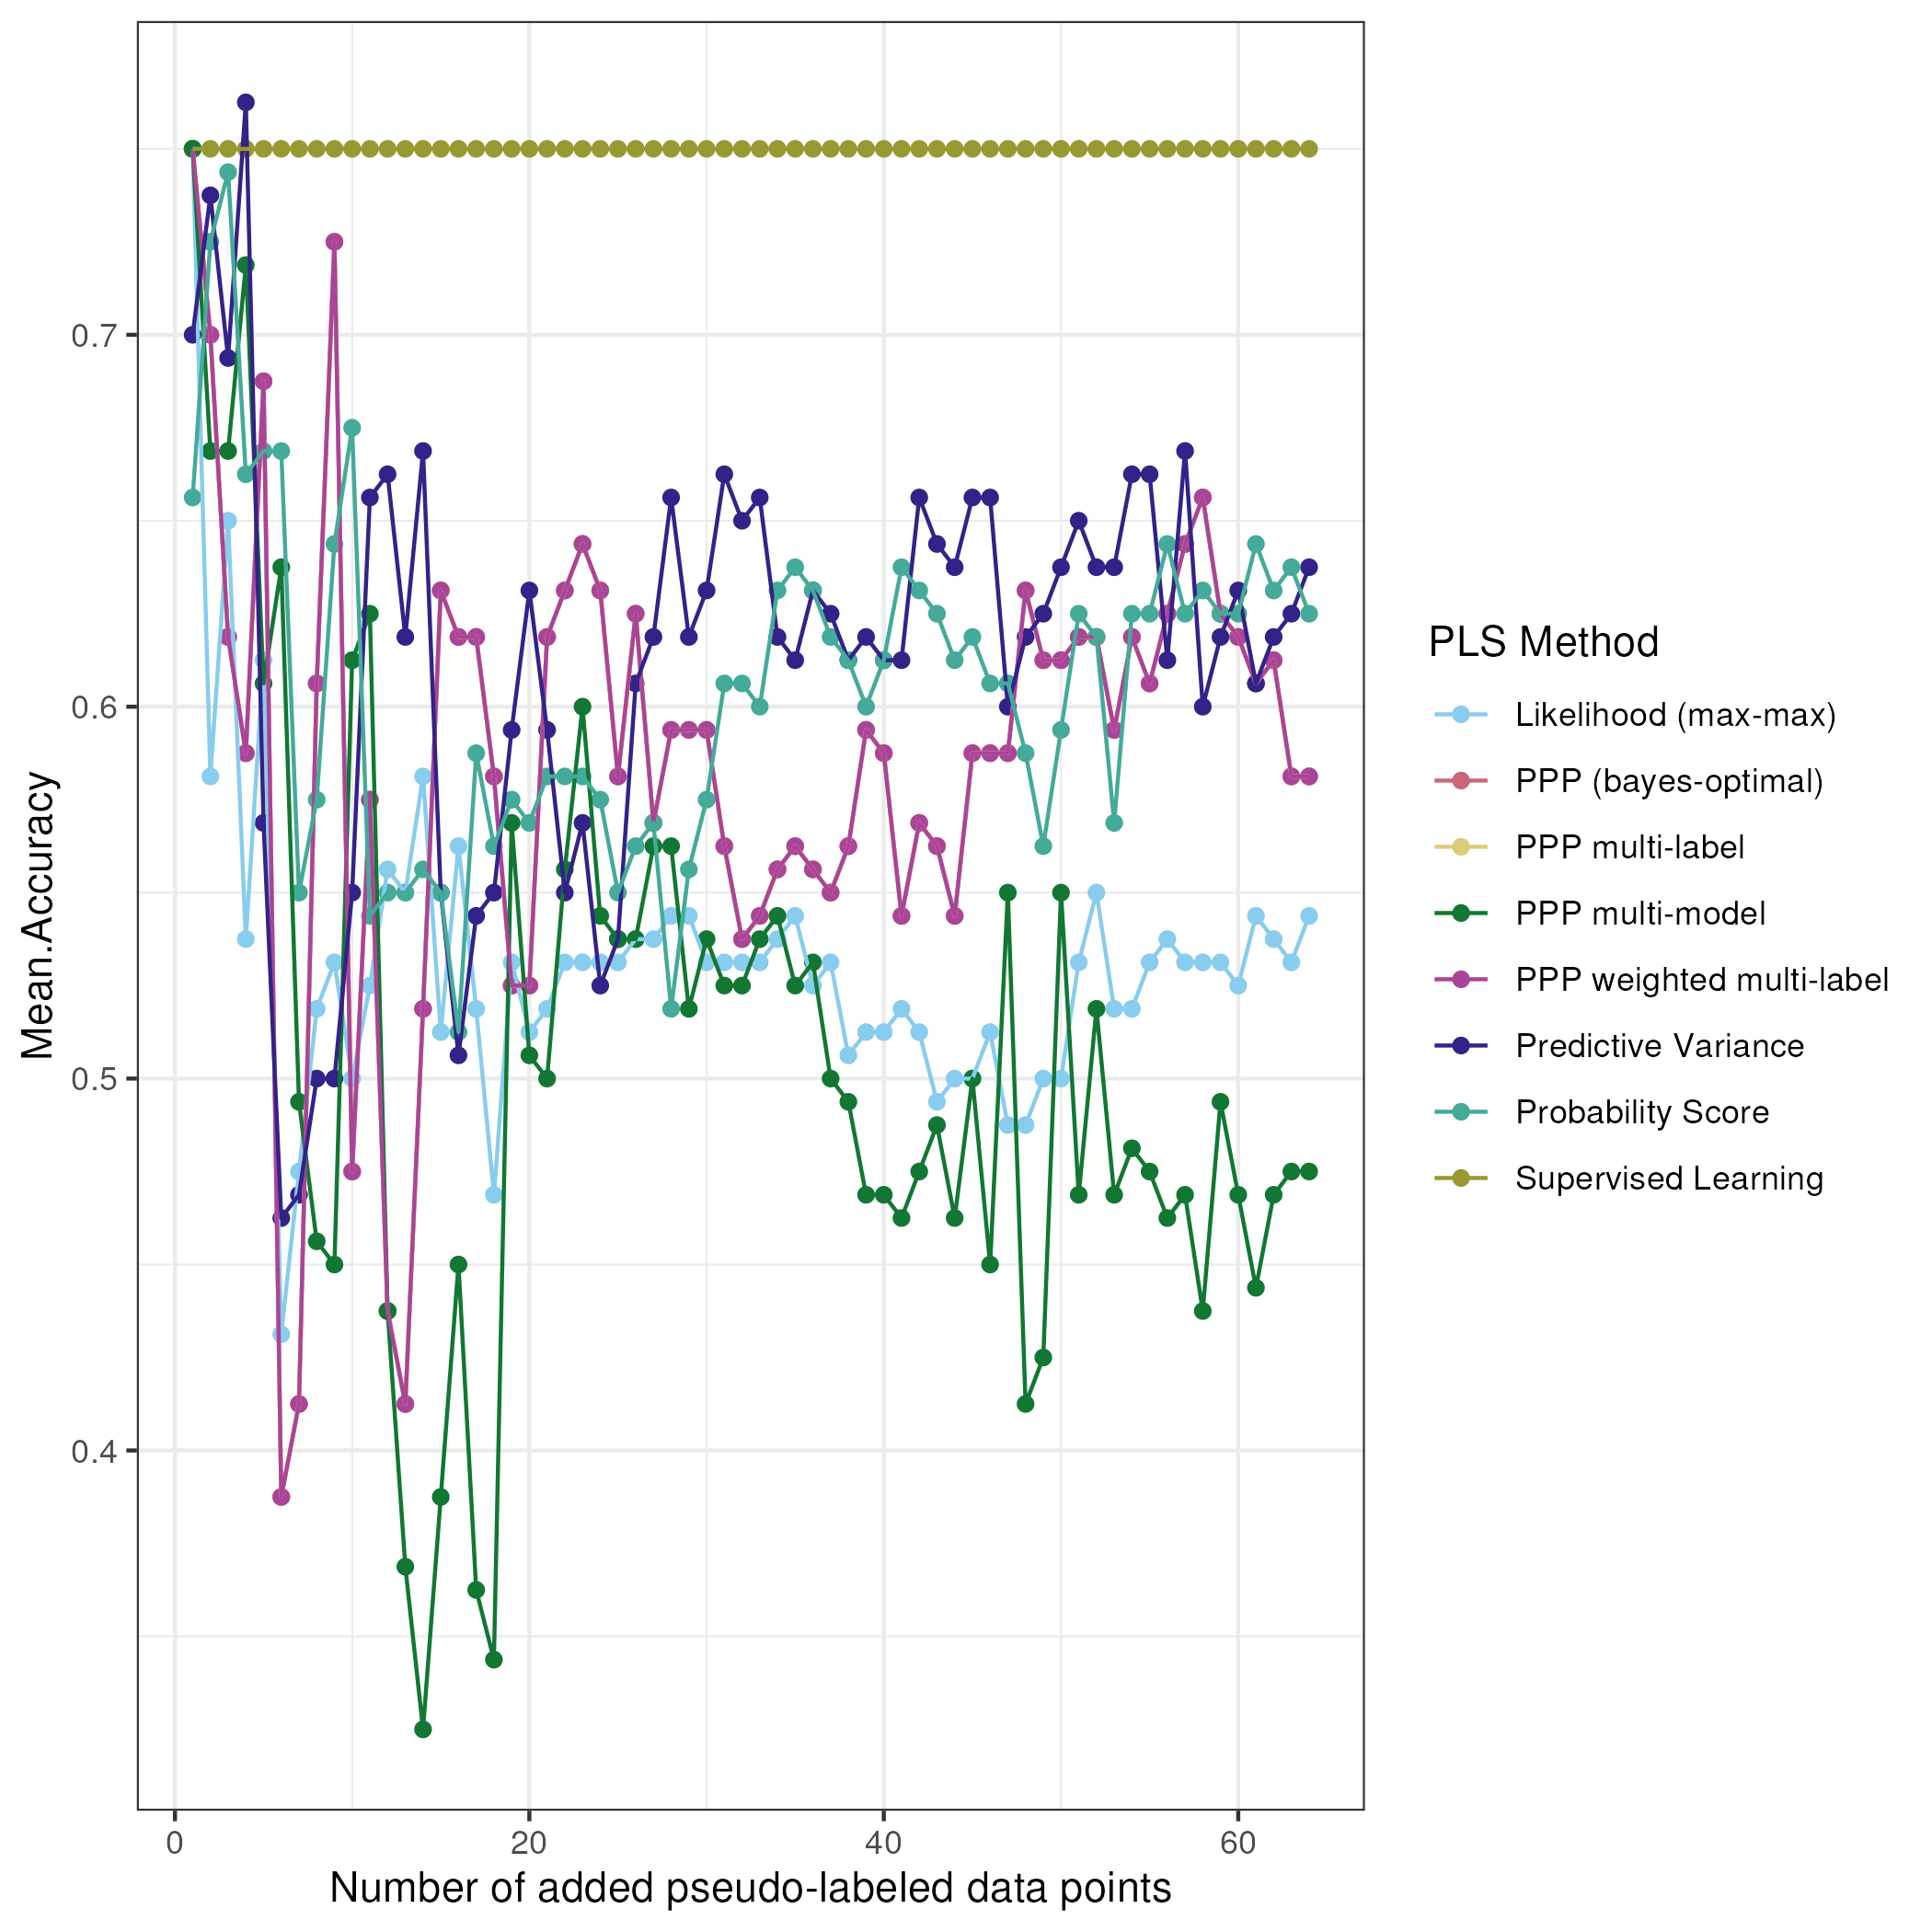 Mean.Accuracy
0.7
0.6
0.5
0.4
0
20
40
60
Number of added pseudo-labeled data points
PLS Method
Likelihood (max-max)
PPP (bayes-optimal)
PPP multi-label
PPP multi-model
PPP weighted multi-label
Predictive Variance
Probability Score
Supervised Learning